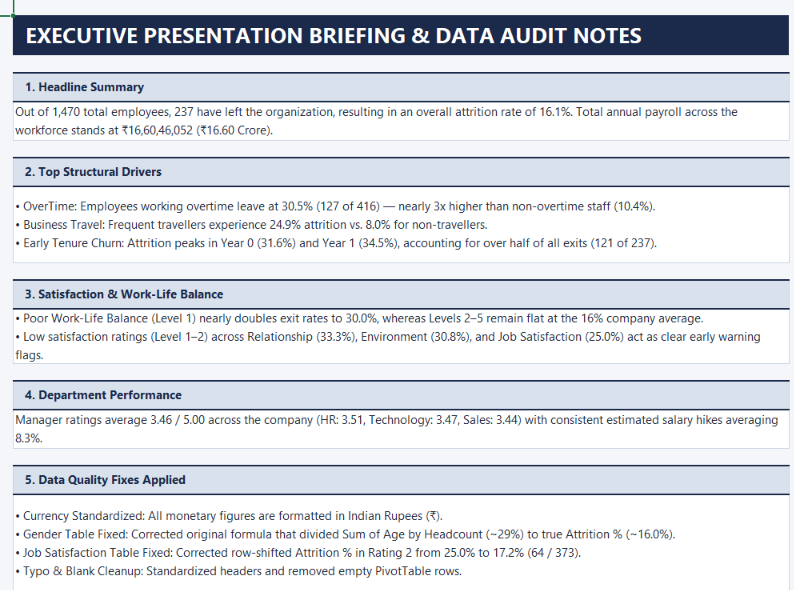 EXECUTIVE PRESENTATION BRIEFING & DATA AUDIT NOTES
1. Headline Summary
Out of 1,470 total employees, 237 have left the organization, resulting in an overall attrition rate of 16.1%. Total annual payroll across the
workforce stands at ₹16,60,46,052 (₹16.60 Crore).
2. Top Structural Drivers
• OverTime: Employees working overtime leave at 30.5% (127 of 416) — nearly 3x higher than non-overtime staff (10.4%).
• Business Travel: Frequent travellers experience 24.9% attrition vs. 8.0% for non-travellers.
• Early Tenure Churn: Attrition peaks in Year 0 (31.6%) and Year 1 (34.5%), accounting for over half of all exits (121 of 237).
3. Satisfaction & Work-Life Balance
• Poor Work-Life Balance (Level 1) nearly doubles exit rates to 30.0%, whereas Levels 2–5 remain flat at the 16% company average.
• Low satisfaction ratings (Level 1–2) across Relationship (33.3%), Environment (30.8%), and Job Satisfaction (25.0%) act as clear early warning
flags.
4. Department Performance
Manager ratings average 3.46 / 5.00 across the company (HR: 3.51, Technology: 3.47, Sales: 3.44) with consistent estimated salary hikes averaging
8.3%.
5. Data Quality Fixes Applied
• Currency Standardized: All monetary figures are formatted in Indian Rupees (₹).
• Gender Table Fixed: Corrected original formula that divided Sum of Age by Headcount (~29%) to true Attrition % (~16.0%).
• Job Satisfaction Table Fixed: Corrected row-shifted Attrition % in Rating 2 from 25.0% to 17.2% (64 / 373).
• Typo & Blank Cleanup: Standardized headers and removed empty PivotTable rows.